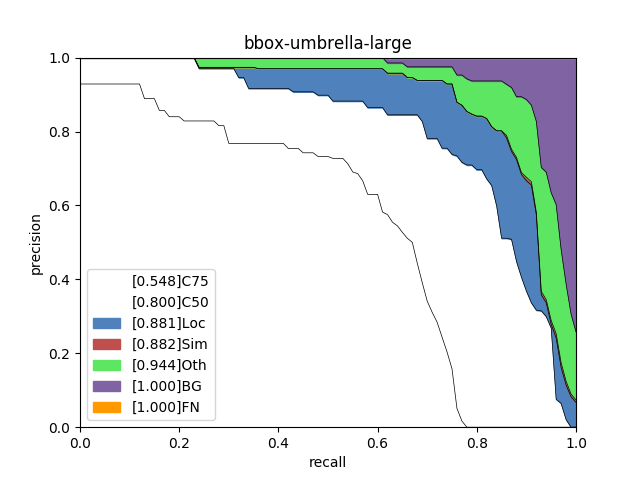 bbox-umbrella-large
1.0
0.8
0.6
0.4
0.2
0.0
precision
[0.548]C75
[0.800]C50
[0.881]Loc
[0.882]Sim
[0.944]Oth
[1.000]BG
[1.000]FN
0.0 0.2 0.4 0.6 0.8 1.0
recall